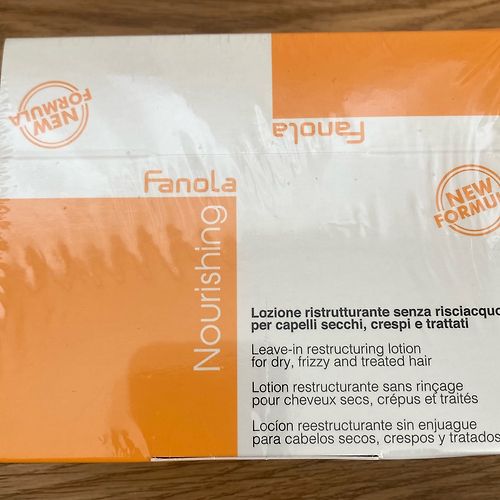 NEW
FORMULA
Fanola
Fanola
Nourishing
NEW
FORMU
Lozione ristrutturante senza risciacquo
per capelli secchi, crespi e trattati
Leave-in restructuring lotion
for dry, frizzy and treated hair
Lotion restructurante sans rinçage
pour cheveux secs, crépus et traités
Locíon reestructurante sin enjuague
para cabelos secos, crespos y tratados